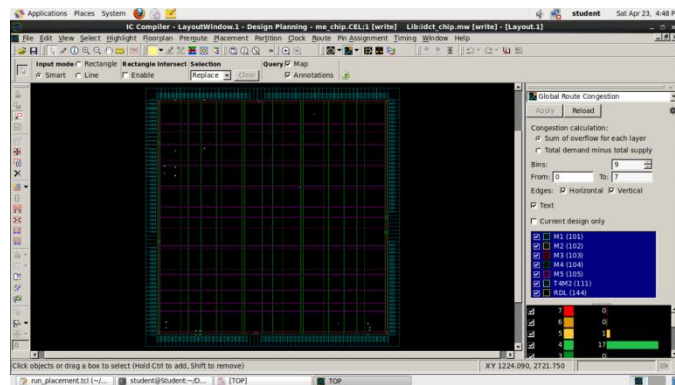 Applications Places System student Sat Apr 23, 4:48 P
IC Compiler - LayoutWindow.1 - Design Planning - me_chip.CEL;1 [write] Lib:idct_chip.mw [write] - [Layout.1]
File Edit View Select Highlight Floorplan Preroute Placement Partition Clock Route Pin Assignment Timing Window Help
Input mode Rectangle Rectangle Intersect Selection Query Map
Smart Line Enable Replace Clear Annotations
Global Route Congestion
Apply Reload
Congestion calculation:
Sum of overflow for each layer
Total demand minus total supply
Bins: 9
From: 0 To: 7
Edges: Horizontal Vertical
Text
Current design only
M1 (101)
M2 (102)
M3 (103)
M4 (104)
M5 (105)
T4M2 (111)
RDL (144)
7 0
6 0
5 1
4 17
3 0
Click objects or drag a box to select (Hold Ctrl to add, Shift to remove) XY 1224.090, 2721.750
run_placement.tcl (~/... student@Student:~/D... [TOP] TOP